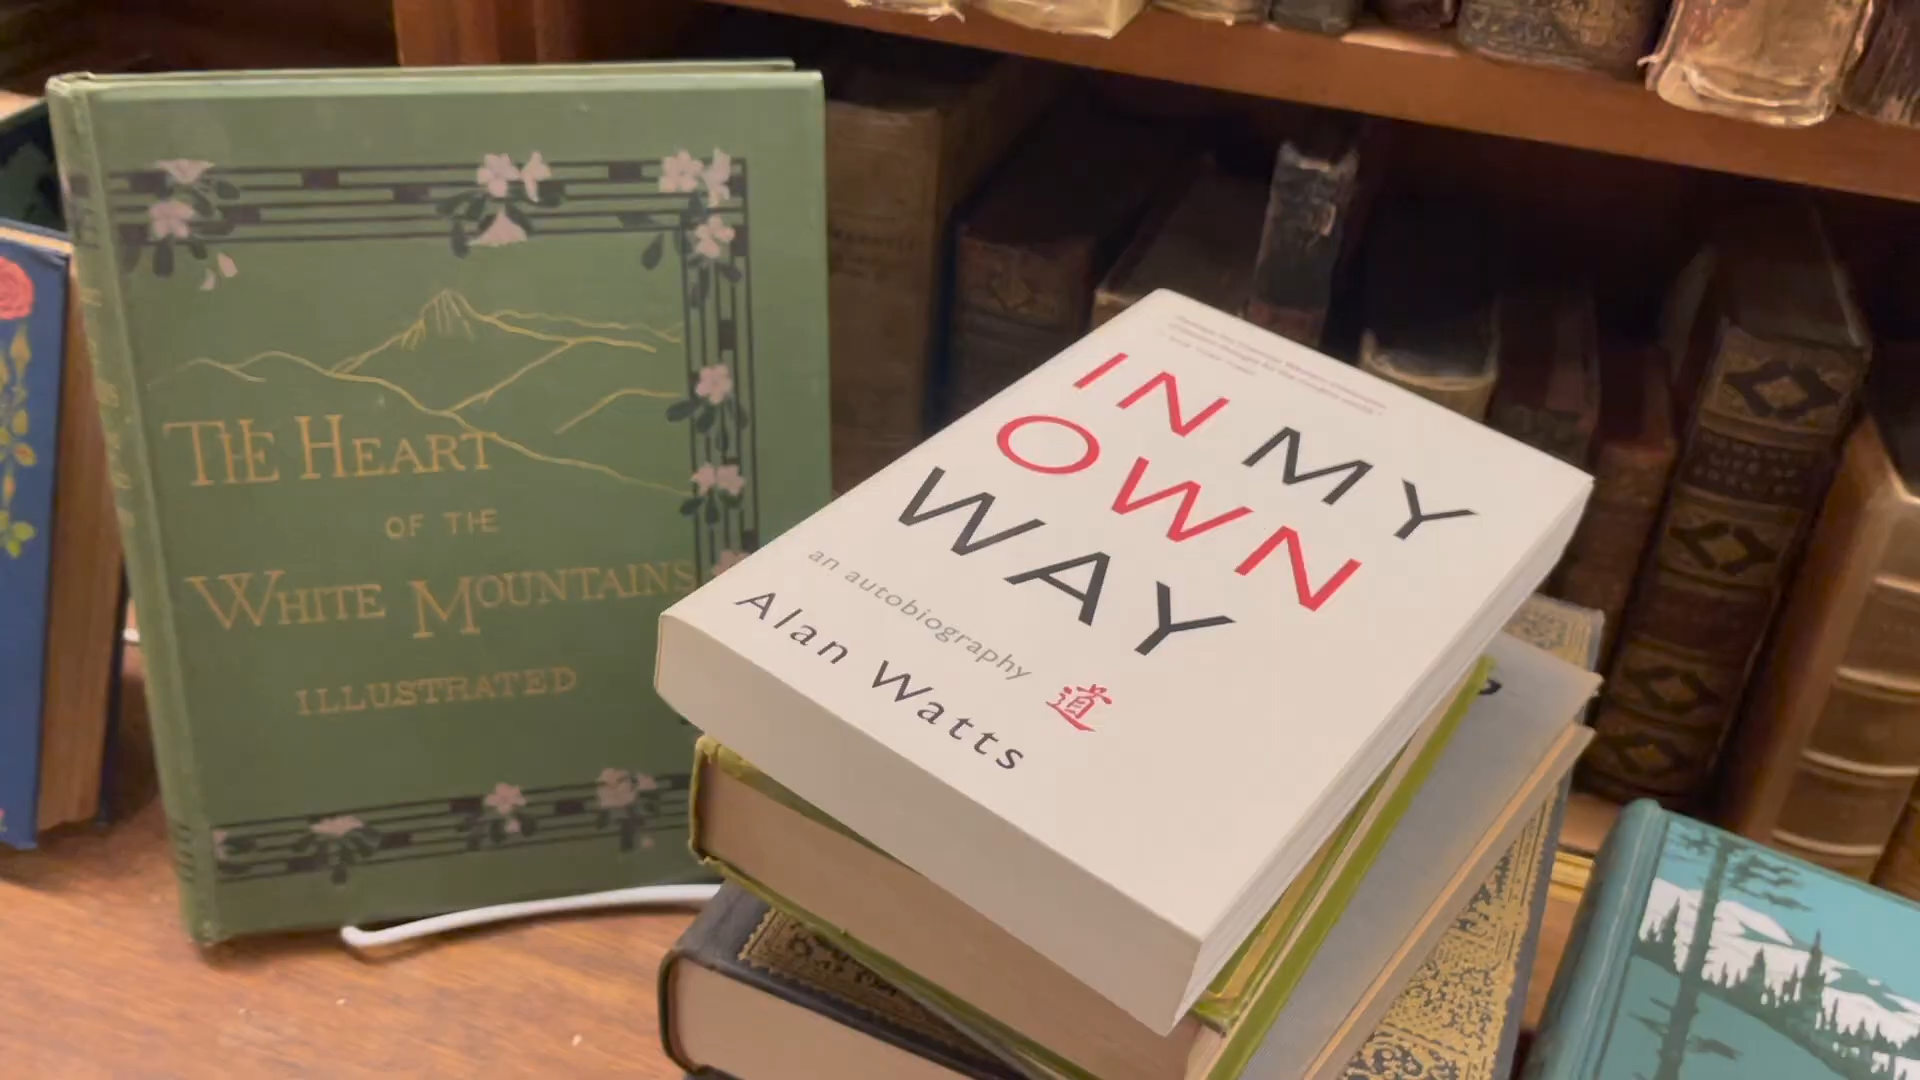 THE HEART
OF THE
WHITE MOUNTAINS
ILLUSTRATED
IN MY
OWN
WAY
an autobiography
道
Alan Watts